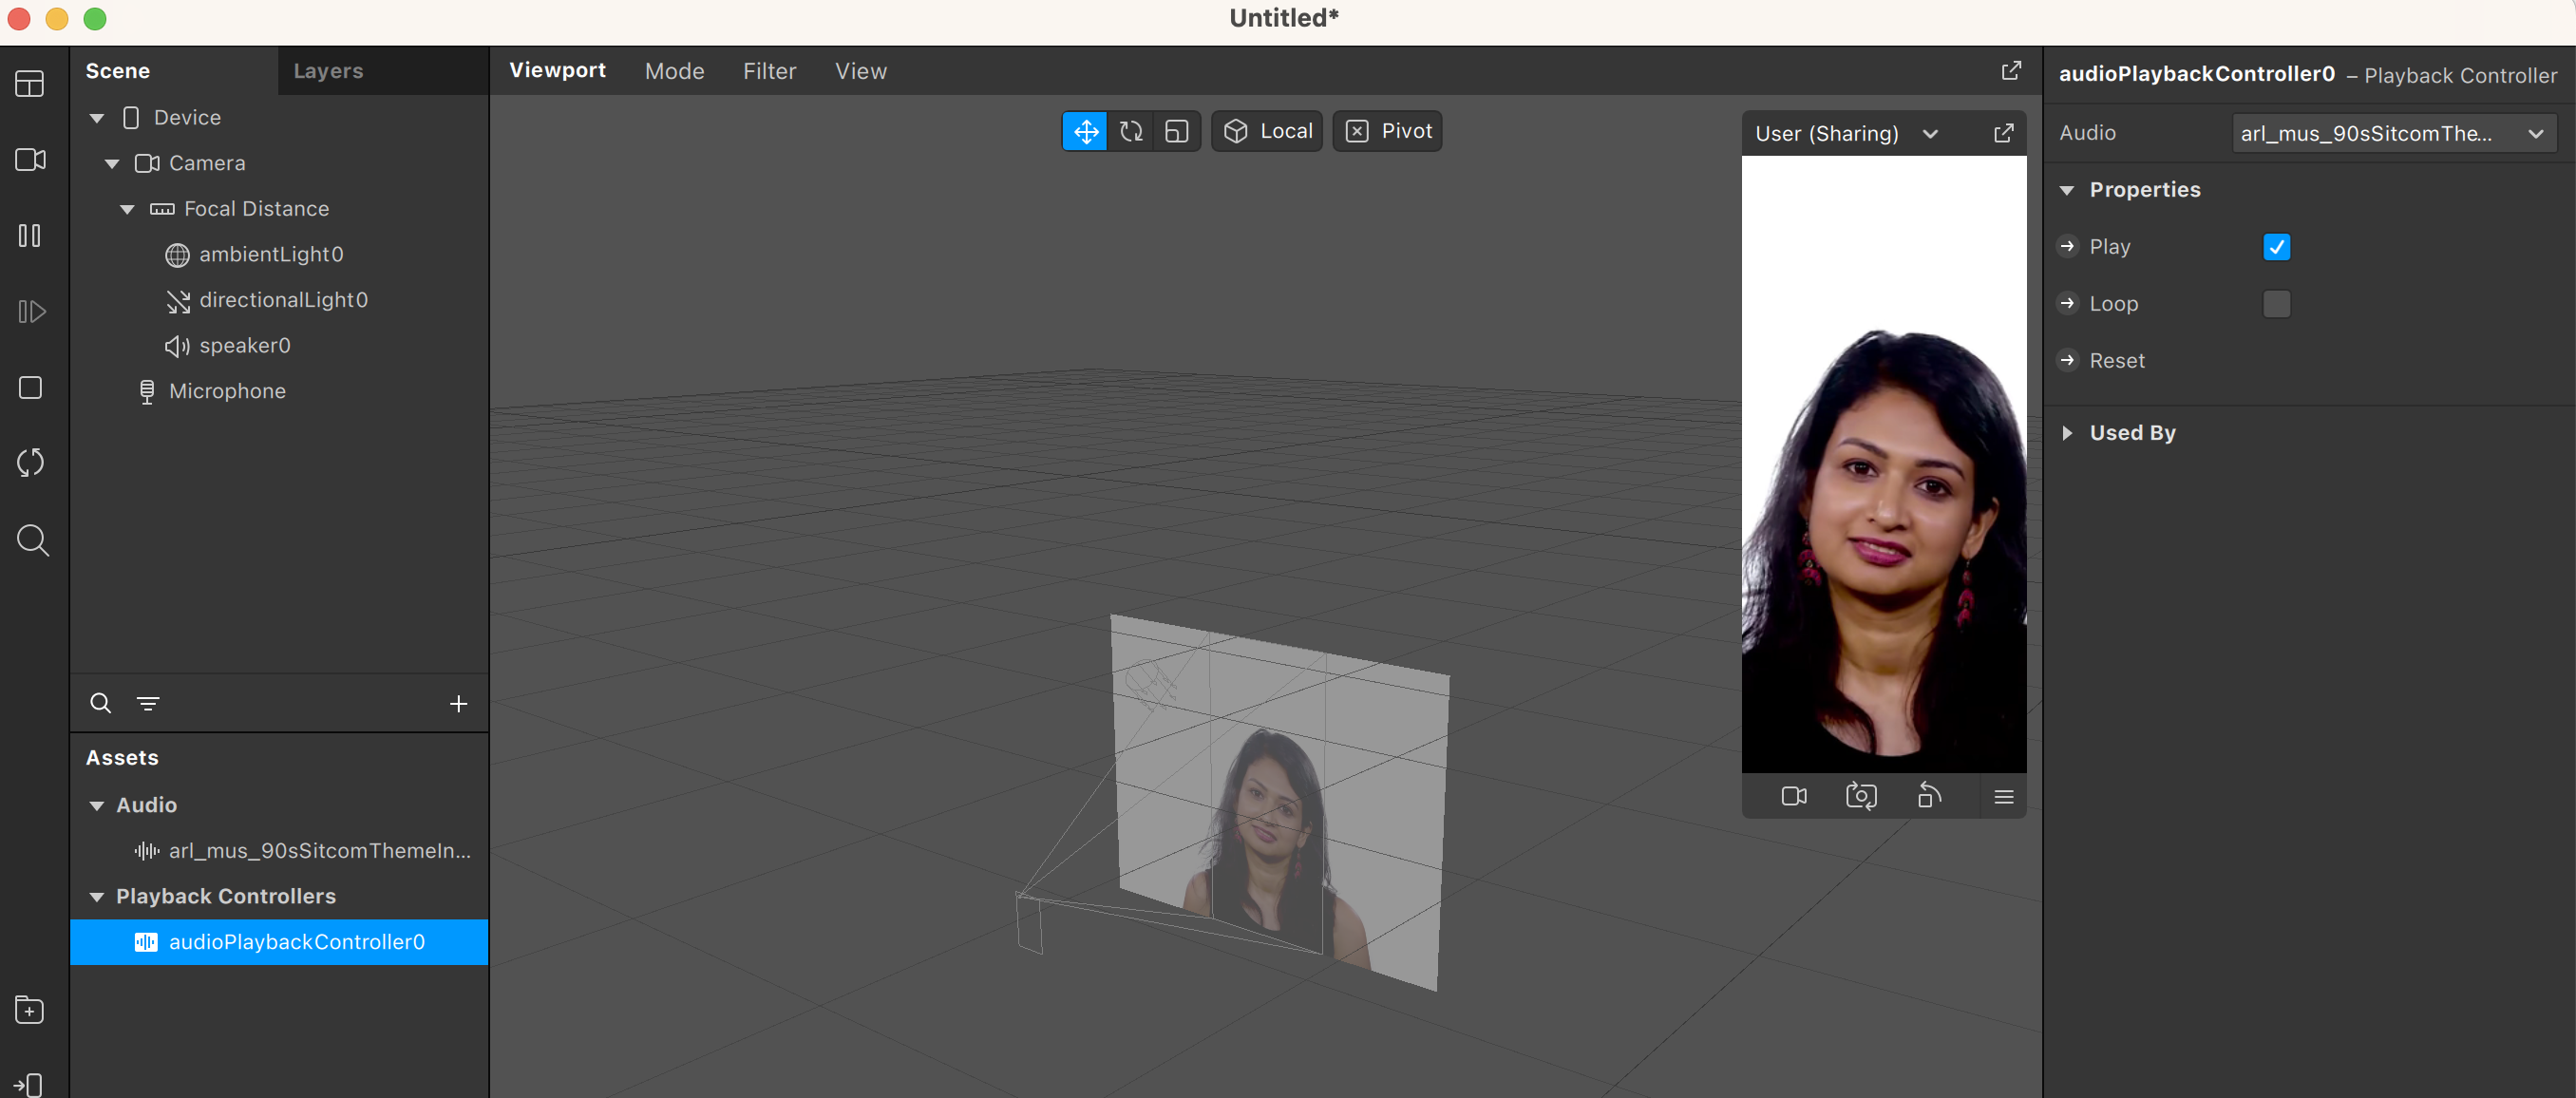 Untitled*
Scene
Layers
Device
Camera
Focal Distance
ambientLight0
directionalLight0
speaker0
Microphone
Assets
Audio
arl_mus_90sSitcomThemeIn...
Playback Controllers
audioPlaybackController0
Viewport
Mode
Filter
View
Local
Pivot
User (Sharing)
audioPlaybackController0 – Playback Controller
Audio
arl_mus_90sSitcomThe...
Properties
Play
Loop
Reset
Used By